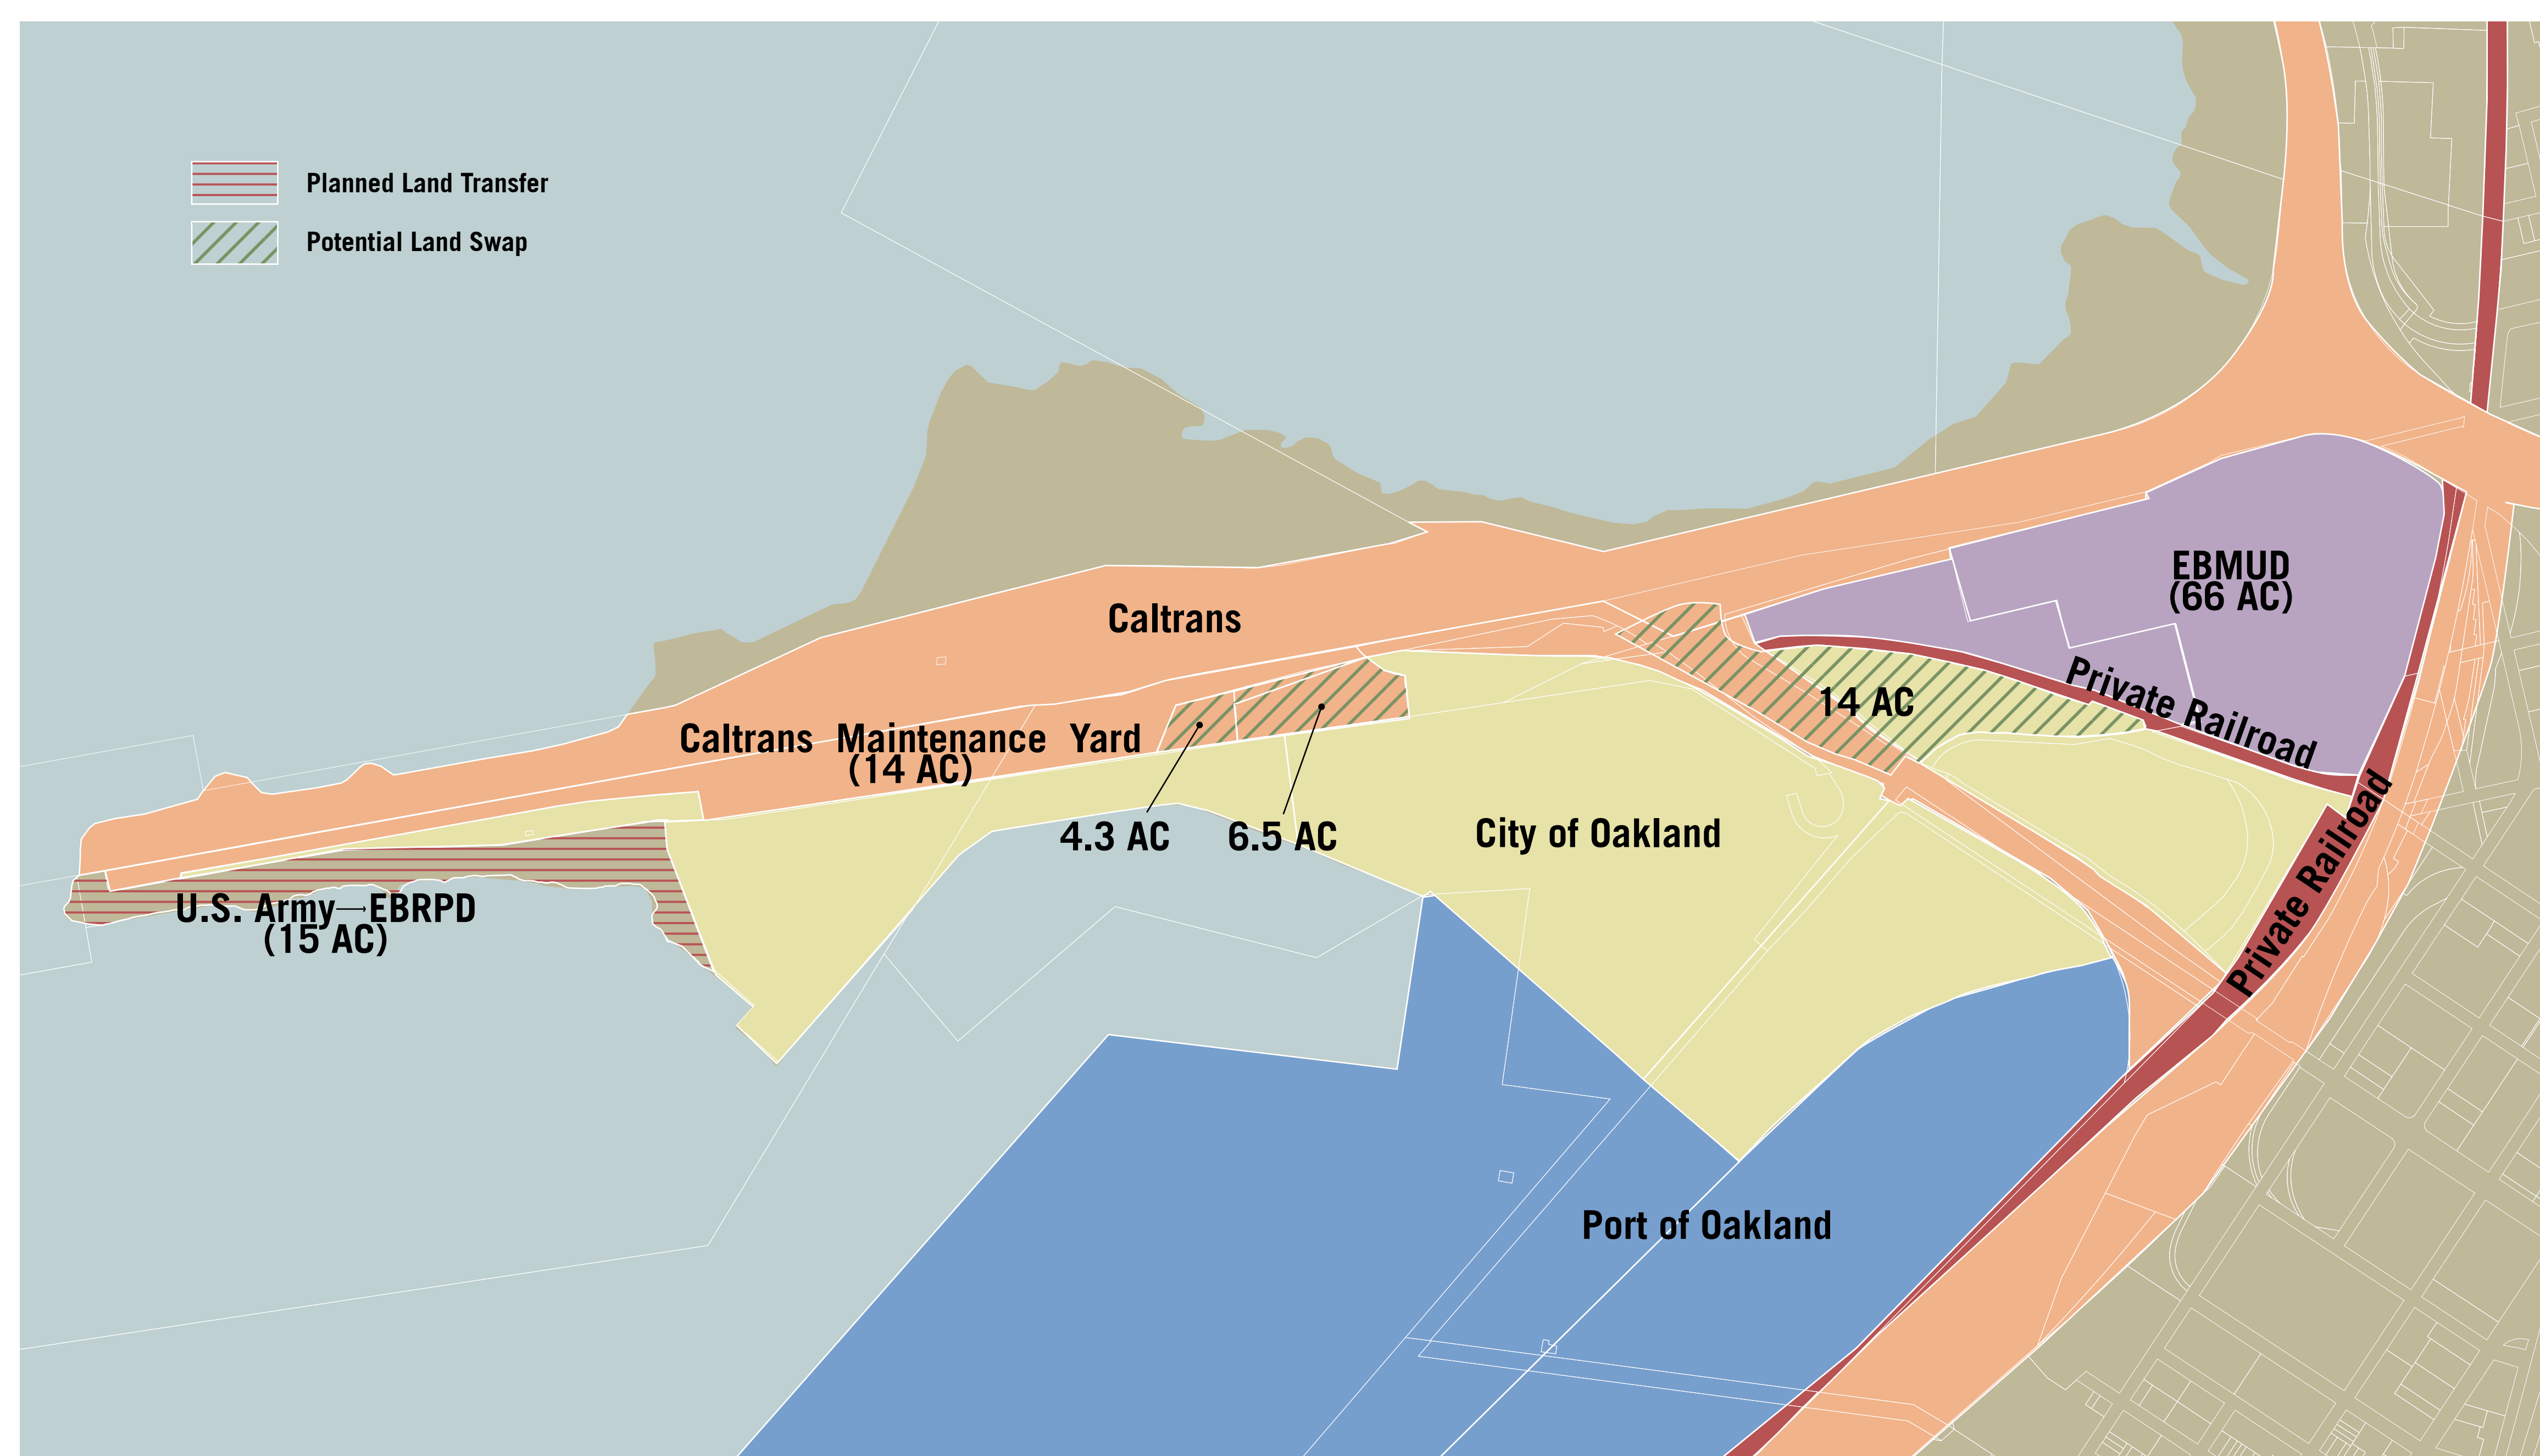 Planned Land Transfer
Potential Land Swap
EBMUD
(66 AC)
Caltrans
Private Railroad
14 AC
Caltrans Maintenance Yard
(14 AC)
4.3 AC
6.5 AC
City of Oakland
Private Railroad
U.S. Army→EBRPD
(15 AC)
Port of Oakland